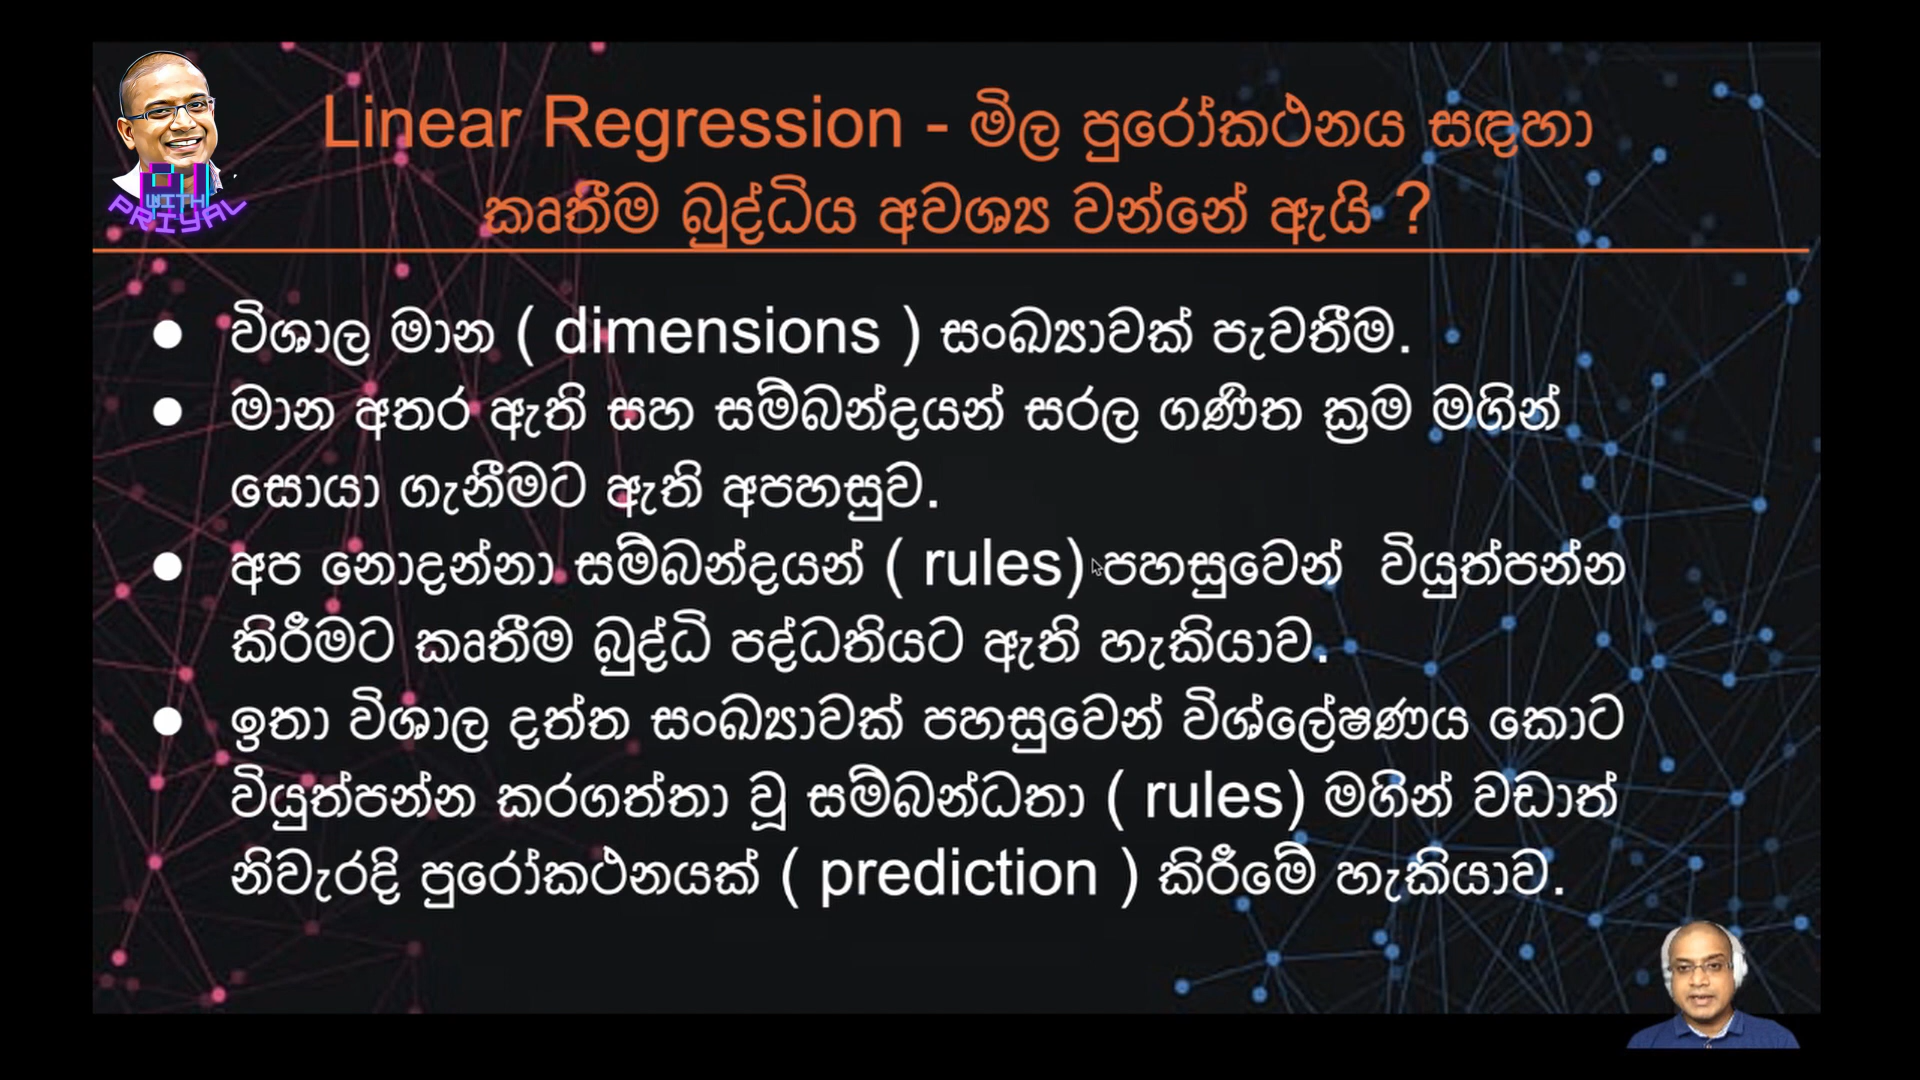 Linear Regression - මිල පුරෝකථනය සඳහා
කෘතීම බුද්ධිය අවශ්‍ය වන්නේ ඇයි ?
WITH
PRIYAL
● විශාල මාන ( dimensions ) සංඛ්‍යාවක් පැවතීම.
● මාන අතර ඇති සහ සම්බන්දයන් සරල ගණිත ක්‍රම මගින්
සොයා ගැනීමට ඇති අපහසුව.
● අප නොදන්නා සම්බන්දයන් ( rules) පහසුවෙන් ව්යුත්පන්න
කිරීමට කෘතීම බුද්ධි පද්ධතියට ඇති හැකියාව.
● ඉතා විශාල දත්ත සංඛ්‍යාවක් පහසුවෙන් විශ්ලේෂණය කොට
ව්යුත්පන්න කරගත්තා වූ සම්බන්ධතා ( rules) මගින් වඩාත්
නිවැරදි පුරෝකථනයක් ( prediction ) කිරීමේ හැකියාව.